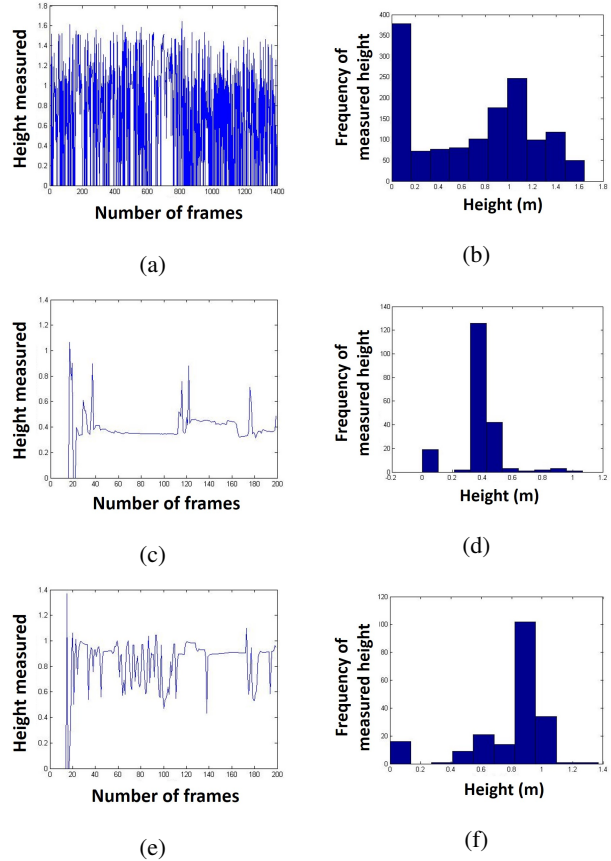 Height measured
1.8
1.6
1.4
1.2
1
0.8
0.6
0.4
0.2
0
0 200 400 600 800 1000 1200 1400
Number of frames
(a)
Frequency of
measured height
400
350
300
250
200
150
100
50
0
0 0.2 0.4 0.6 0.8 1 1.2 1.4 1.6 1.8
Height (m)
(b)
Height measured
1.4
1.2
1
0.8
0.6
0.4
0.2
0
0 20 40 60 80 100 120 140 160 180 200
Number of frames
(c)
Frequency of
measured height
140
120
100
80
60
40
20
0
-0.2 0 0.2 0.4 0.6 0.8 1 1.2
Height (m)
(d)
Height measured
1.4
1.2
1
0.8
0.6
0.4
0.2
0
0 20 40 60 80 100 120 140 160 180 200
Number of frames
(e)
Frequency of
measured height
120
100
80
60
40
20
0
0 0.2 0.4 0.6 0.8 1 1.2 1.4
Height (m)
(f)